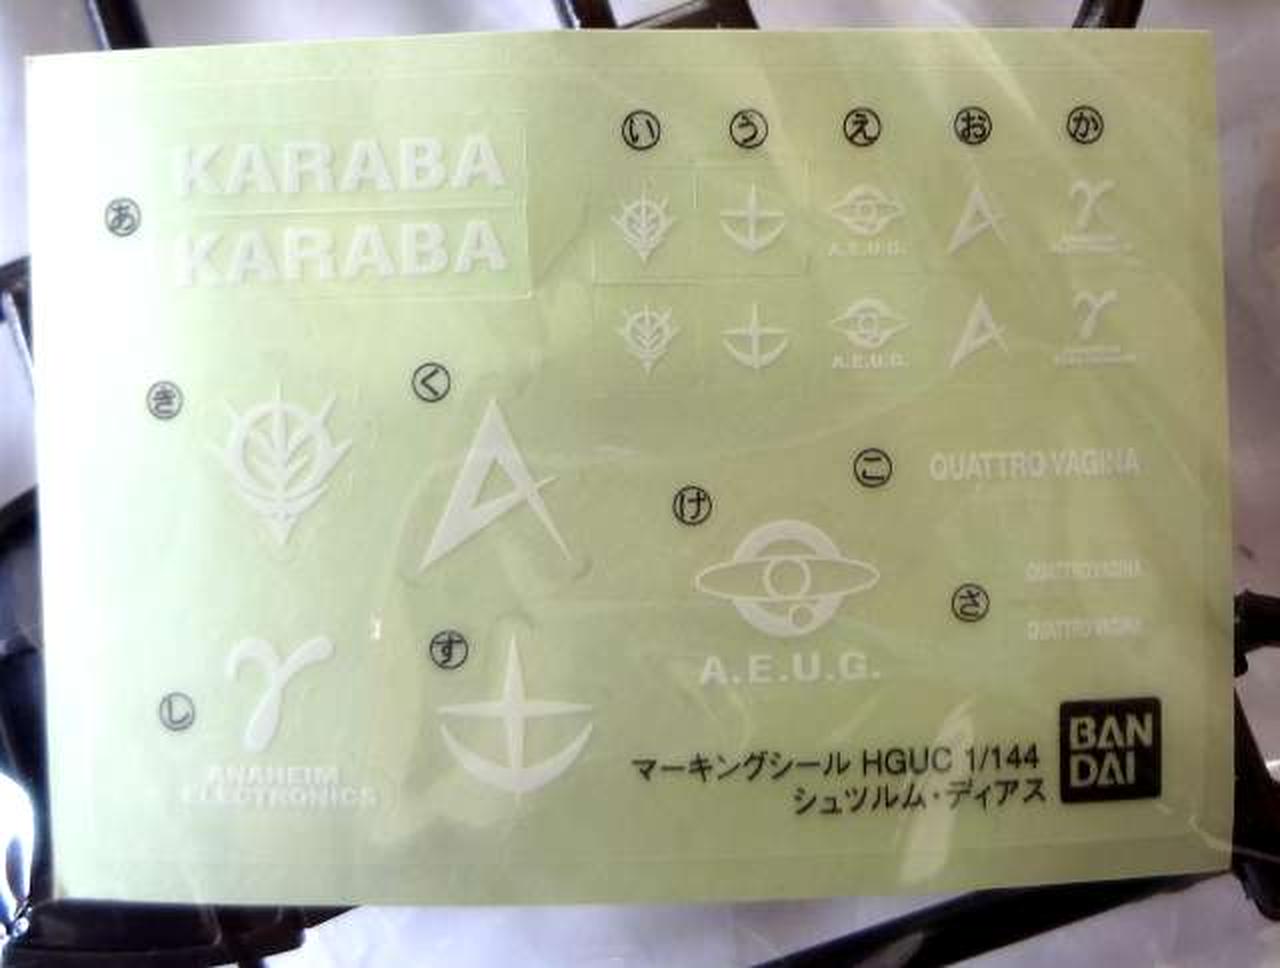 い う え お か
あ
KARABA
KARABA
A.E.U.G.
A.E.U.G.
き
く
け
こ
QUATTRO VAGINA
さ
QUATTRO VAGINA
QUATTRO VAGINA
A.E.U.G.
し
す
ANAHEIM
ELECTRONICS
マーキングシール HGUC 1/144
シュツルム・ディアス
BAN
DAI